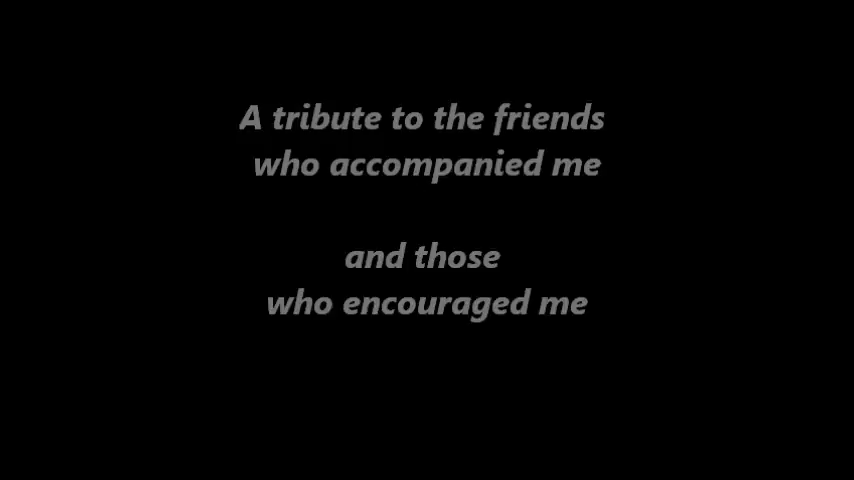 A tribute to the friends
who accompanied me
and those
who encouraged me